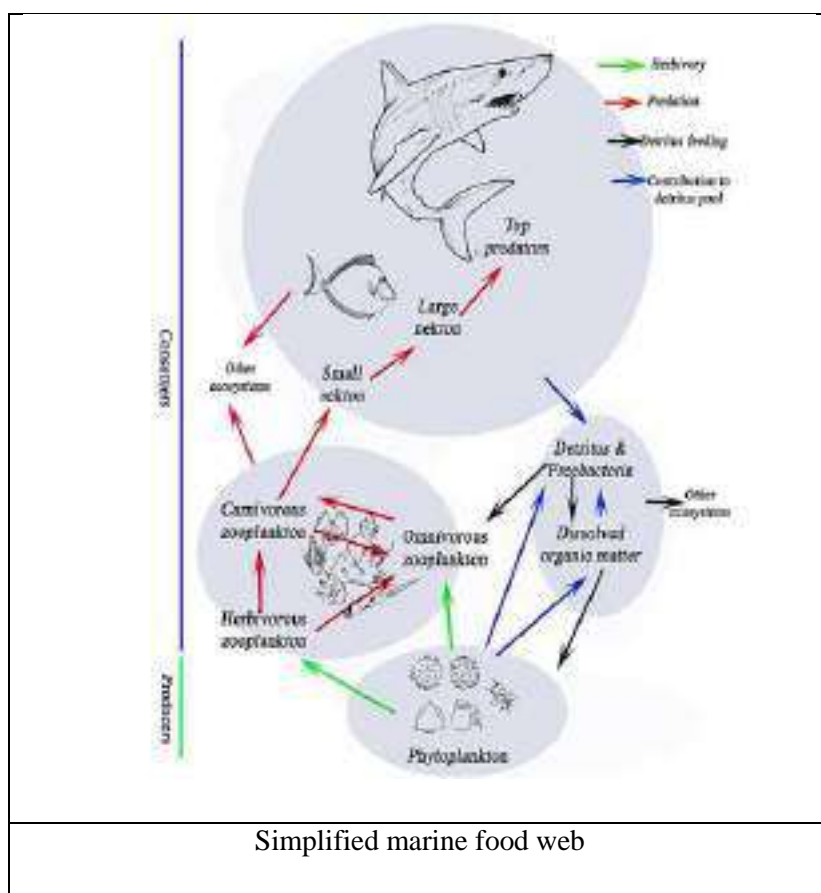 Herbivory
Predation
Detritus feeding
Contribution to
detritus pool
Top
predators
Large
nekton
Small
nekton
Other
ecosystems
Consumers
Detritus &
Freebacteria
Other
ecosystems
Dissolved
organic matter
Carnivorous
zooplankton
Omnivorous
zooplankton
Herbivorous
zooplankton
Producers
Phytoplankton
Simplified marine food web